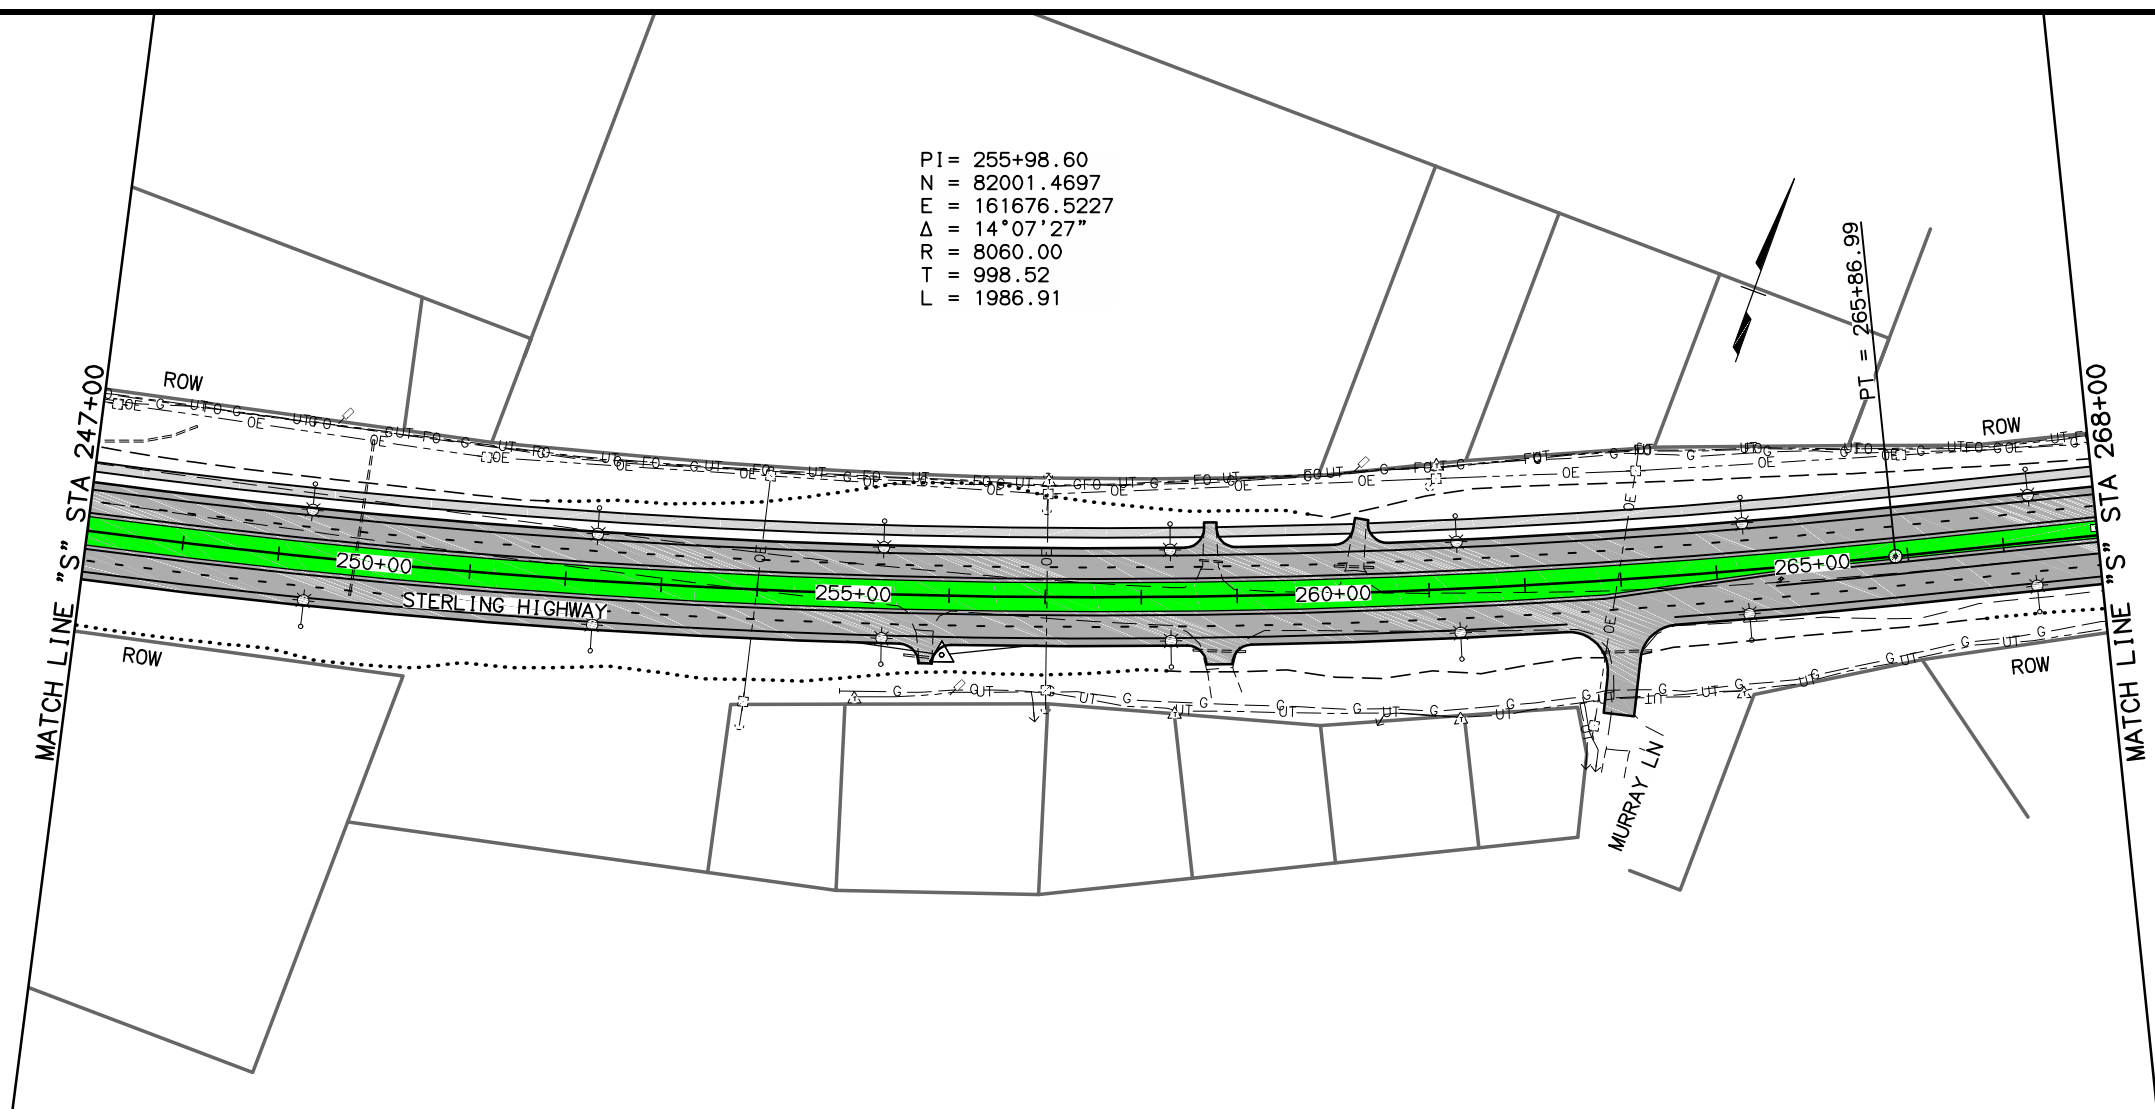 PI= 255+98.60
N = 82001.4697
E = 161676.5227
Δ = 14°07'27"
R = 8060.00
T = 998.52
L = 1986.91
PT = 265+86.99
MATCH LINE "S" STA 247+00
MATCH LINE "S" STA 268+00
ROW
ROW
250+00
255+00
260+00
265+00
STERLING HIGHWAY
ROW
ROW
MURRAY LN